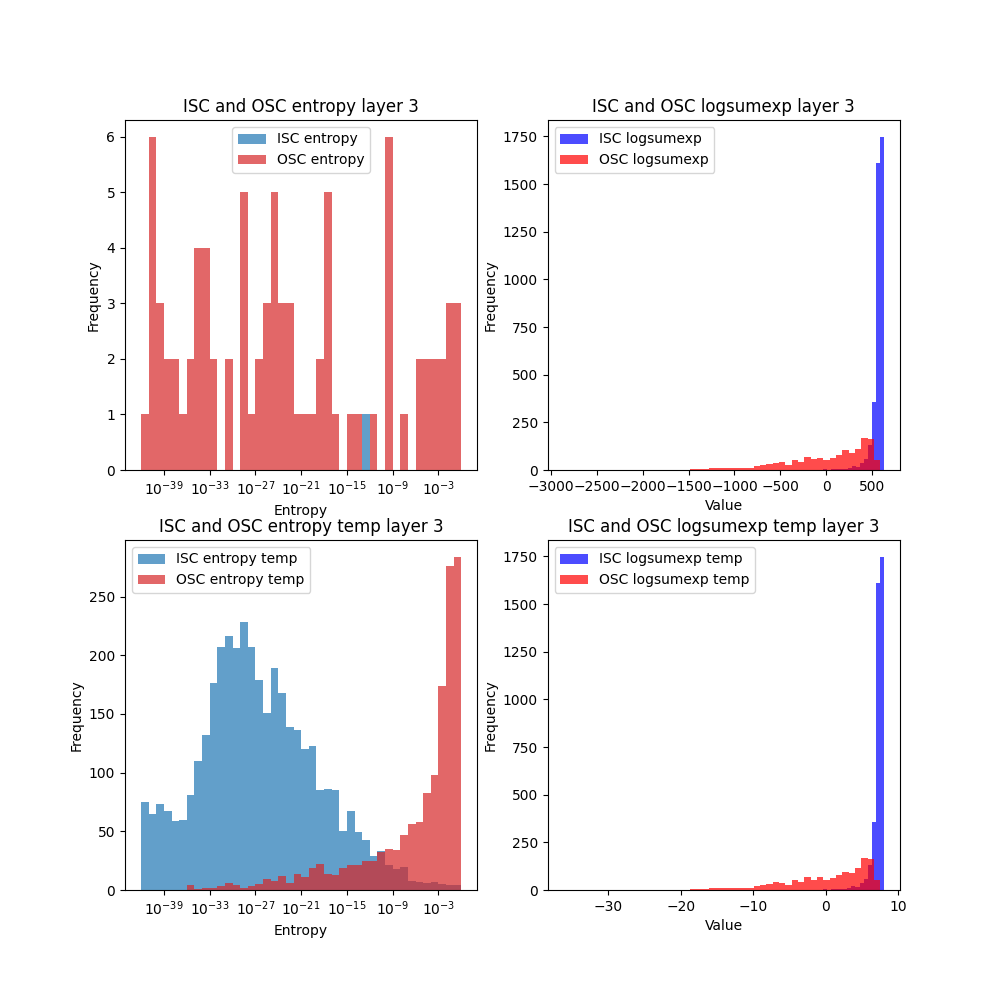 ISC and OSC entropy layer 3
ISC entropy
OSC entropy
Frequency
6
5
4
3
2
1
0
10^-39 10^-33 10^-27 10^-21 10^-15 10^-9 10^-3
Entropy
ISC and OSC logsumexp layer 3
ISC logsumexp
OSC logsumexp
Frequency
1750
1500
1250
1000
750
500
250
0
−3000 −2500 −2000 −1500 −1000 −500 0 500
Value
ISC and OSC entropy temp layer 3
ISC entropy temp
OSC entropy temp
Frequency
250
200
150
100
50
0
10^-39 10^-33 10^-27 10^-21 10^-15 10^-9 10^-3
Entropy
ISC and OSC logsumexp temp layer 3
ISC logsumexp temp
OSC logsumexp temp
Frequency
1750
1500
1250
1000
750
500
250
0
−30 −20 −10 0 10
Value